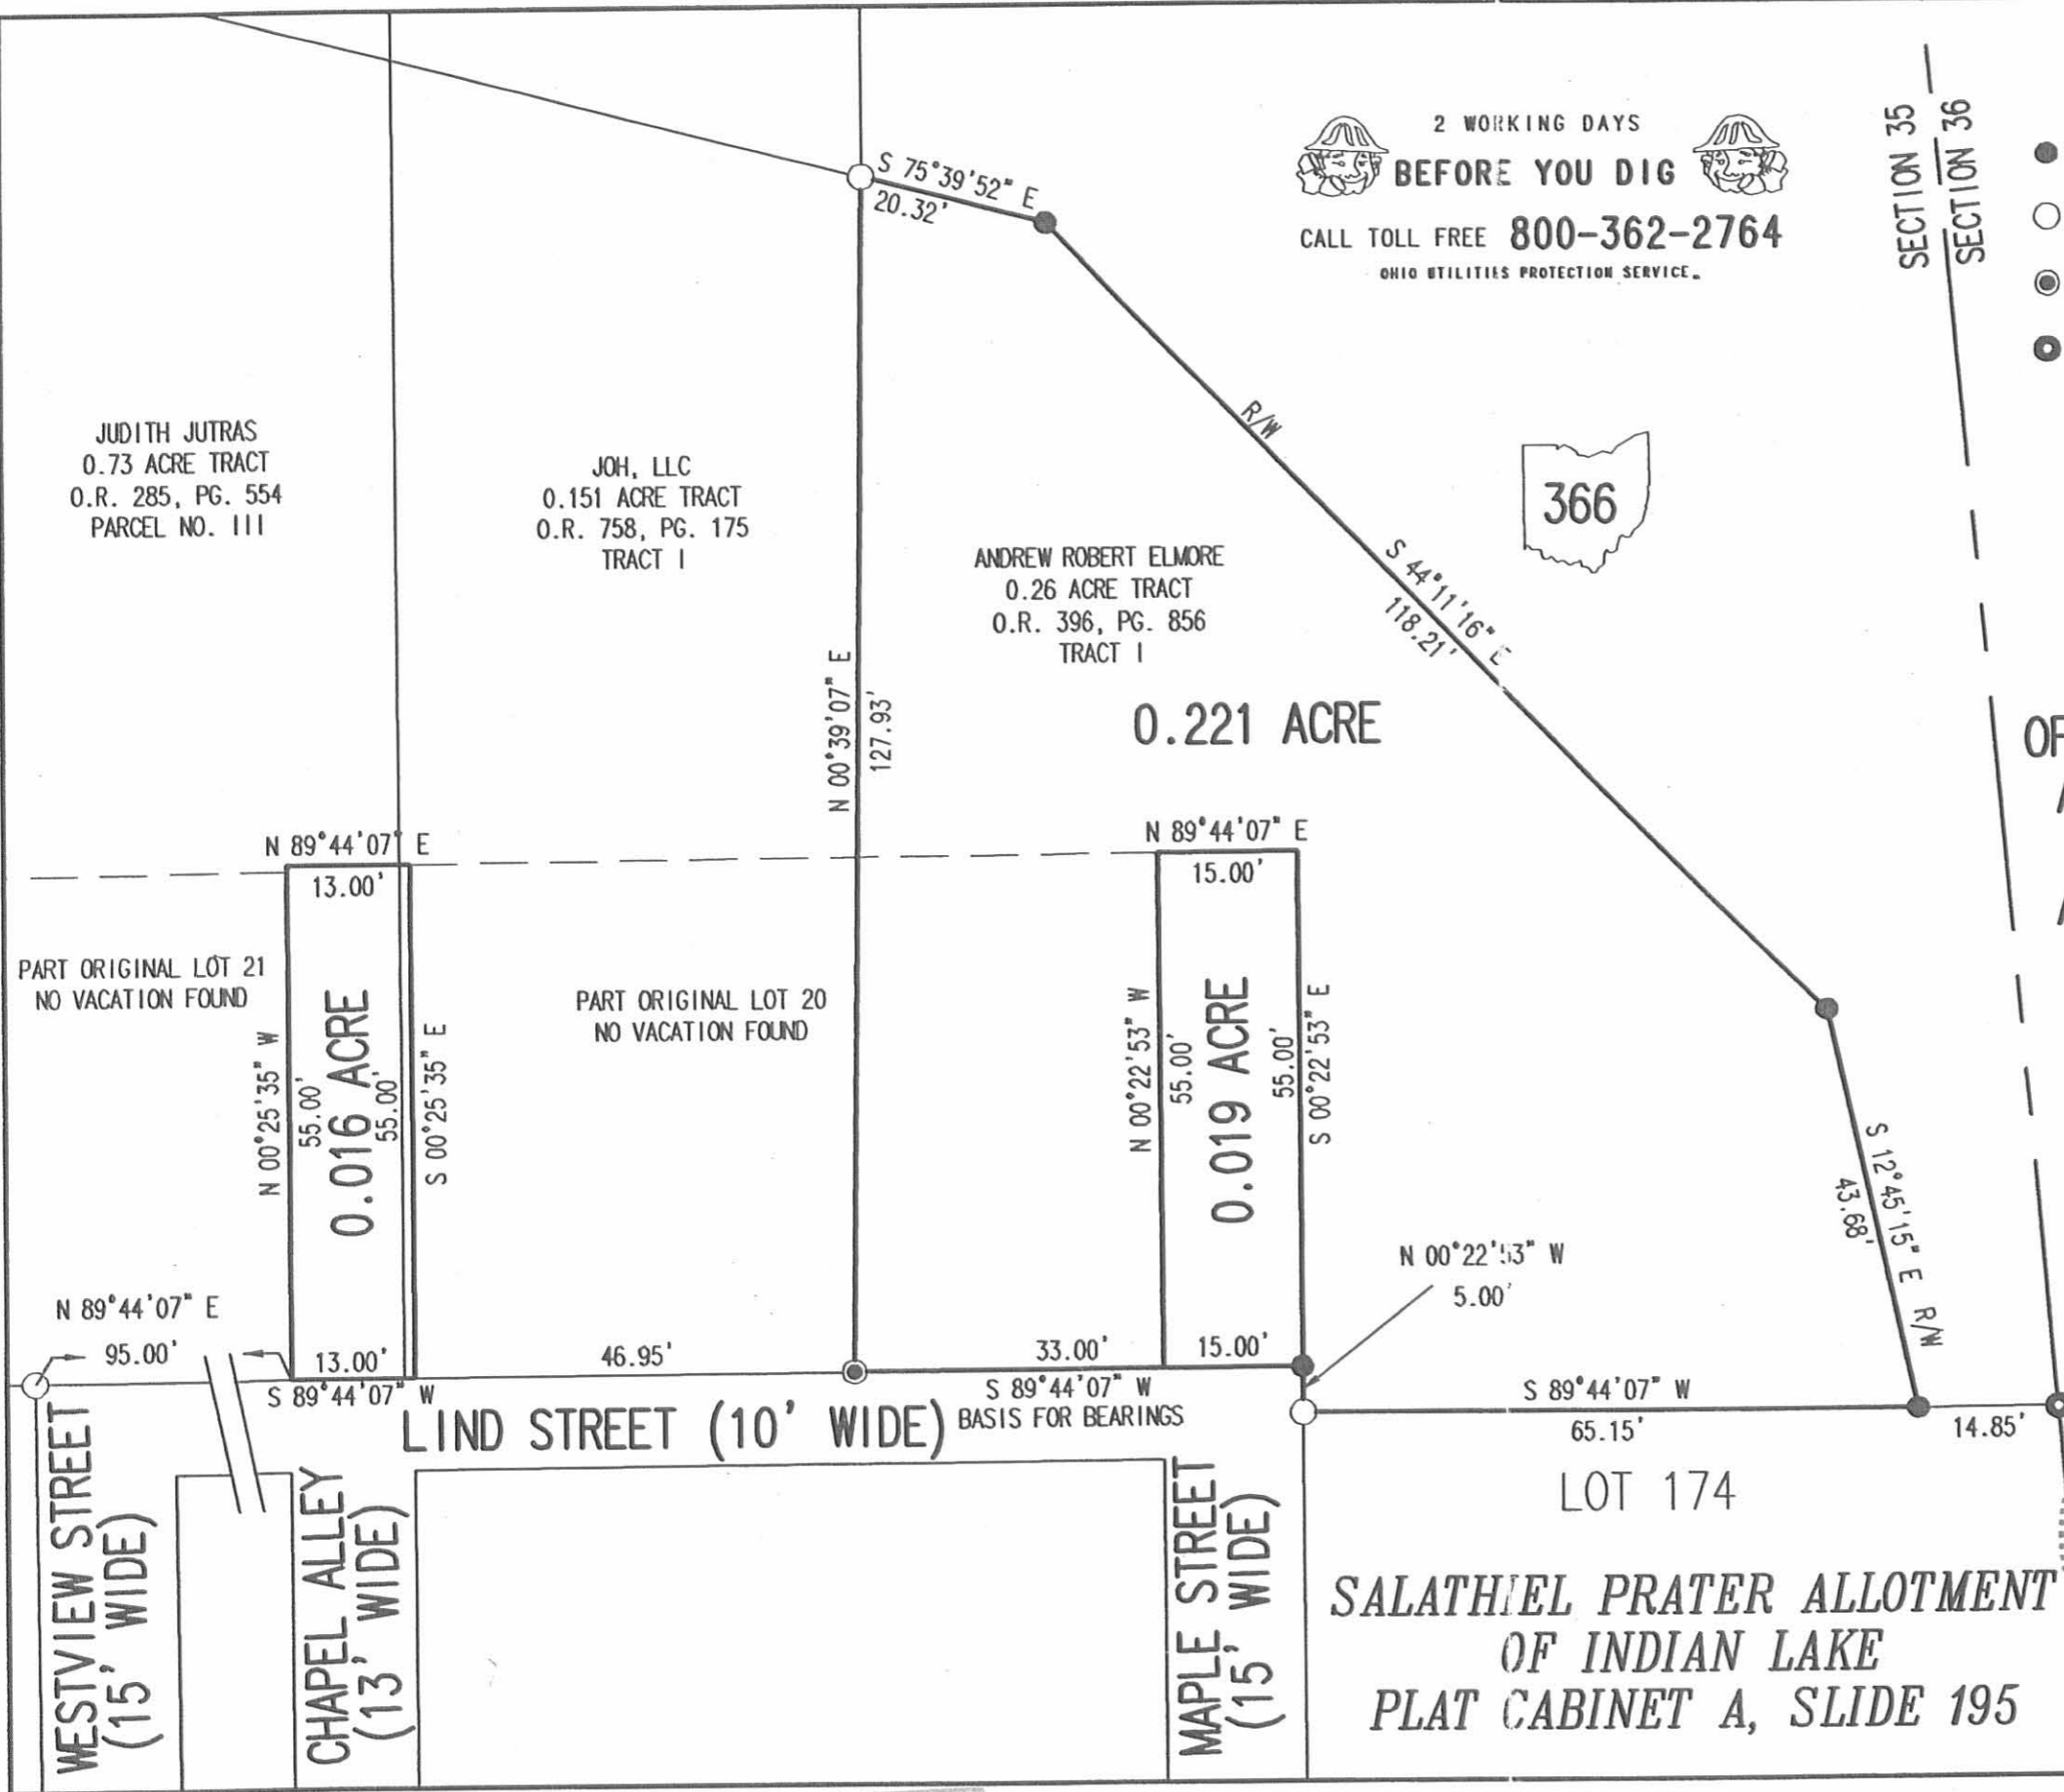 2 WORKING DAYS
BEFORE YOU DIG
CALL TOLL FREE 800-362-2764
OHIO UTILITIES PROTECTION SERVICE.
SECTION 35
SECTION 36
S 75°39'52" E
20.32'
R/W
366
JUDITH JUTRAS
0.73 ACRE TRACT
O.R. 285, PG. 554
PARCEL NO. III
JOH, LLC
0.151 ACRE TRACT
O.R. 758, PG. 175
TRACT I
ANDREW ROBERT ELMORE
0.26 ACRE TRACT
O.R. 396, PG. 856
TRACT I
S 44°11'16" E
118.21'
N 00°39'07" E
127.93'
0.221 ACRE
N 89°44'07" E
13.00'
N 89°44'07" E
15.00'
PART ORIGINAL LOT 21
NO VACATION FOUND
PART ORIGINAL LOT 20
NO VACATION FOUND
N 00°25'35" W
55.00'
0.016 ACRE
55.00'
S 00°25'35" E
N 00°22'53" W
55.00'
0.019 ACRE
55.00'
S 00°22'53" E
S 12°45'15" E R/W
43.68'
N 00°22'53" W
5.00'
N 89°44'07" E
95.00'
13.00'
46.95'
33.00'
15.00'
S 89°44'07" W
S 89°44'07" W
BASIS FOR BEARINGS
S 89°44'07" W
65.15'
14.85'
LIND STREET (10' WIDE)
LOT 174
WESTVIEW STREET
(15' WIDE)
CHAPEL ALLEY
(13' WIDE)
MAPLE STREET
(15' WIDE)
SALATHIEL PRATER ALLOTMENT
OF INDIAN LAKE
PLAT CABINET A, SLIDE 195